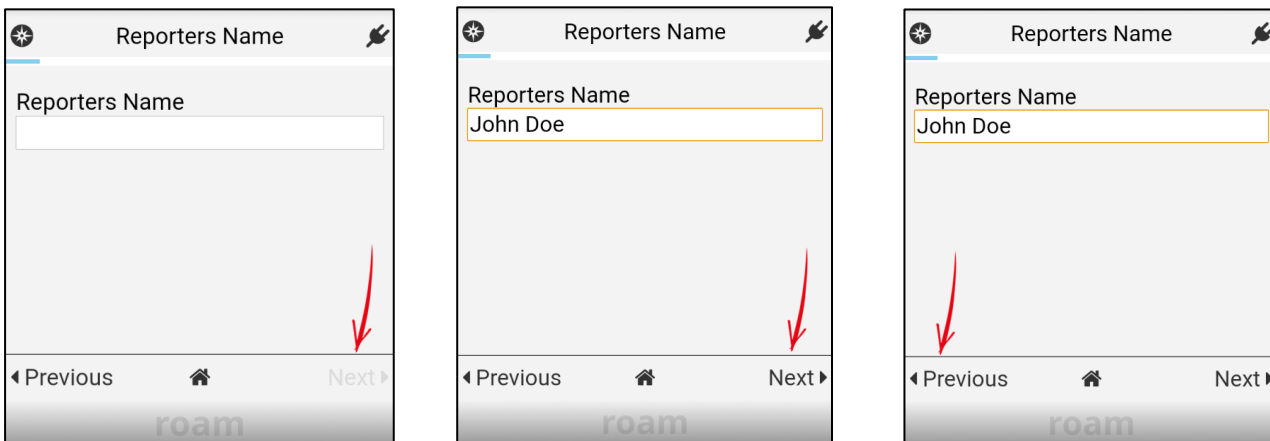 Reporters Name
Reporters Name
Previous
Next
roam
Reporters Name
Reporters Name
John Doe
Previous
Next
roam
Reporters Name
Reporters Name
John Doe
Previous
Next
roam